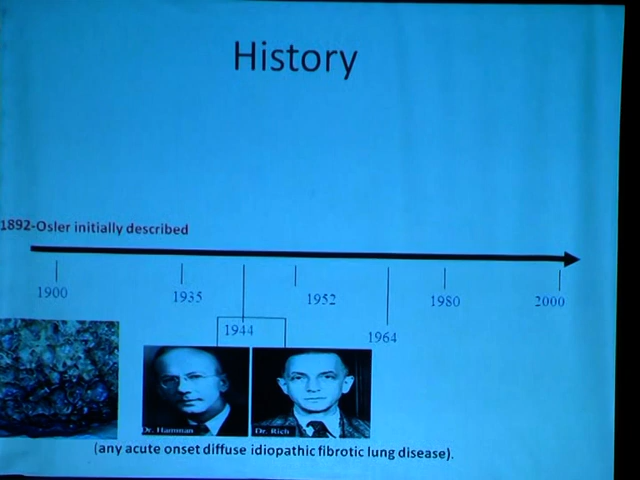 History
1892-Osler initially described
1900
1935
1944
1952
1964
1980
2000
Dr. Hamman
Dr. Rich
(any acute onset diffuse idiopathic fibrotic lung disease).